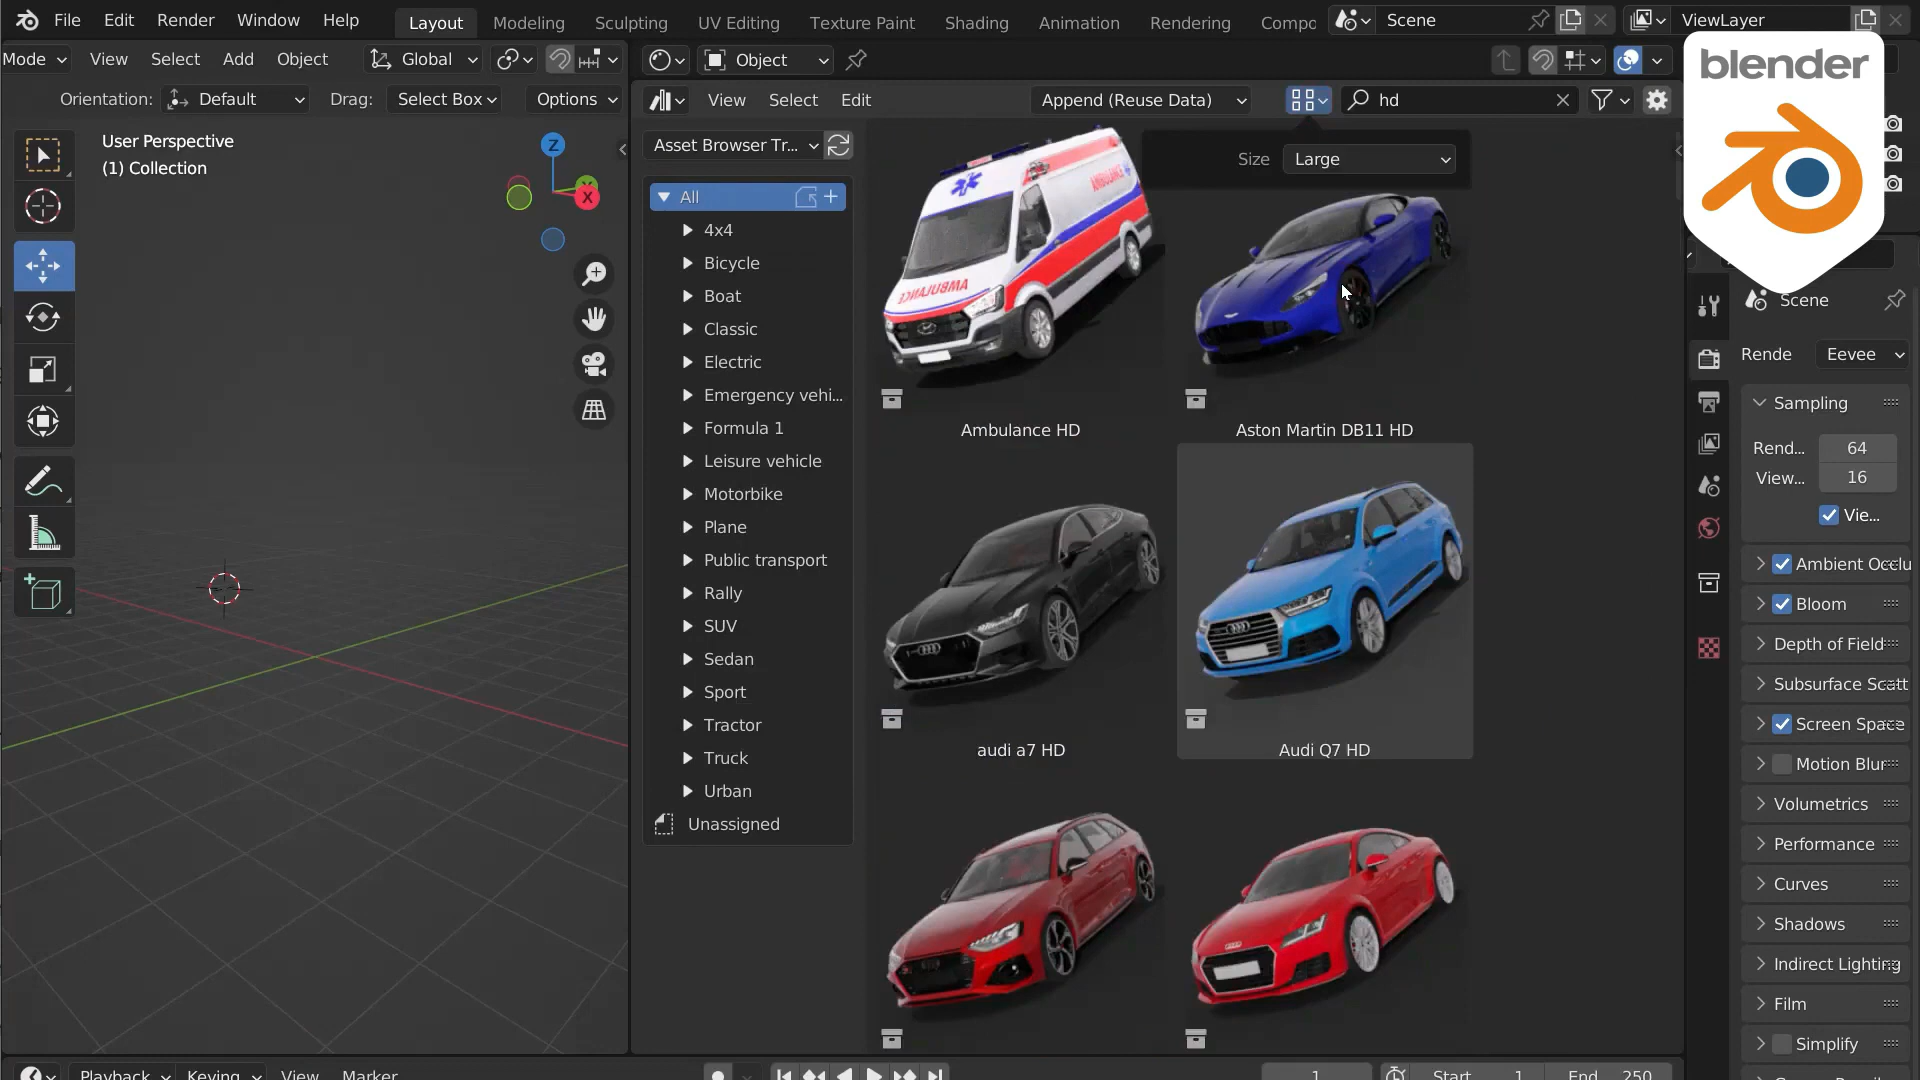 File Edit Render Window Help Layout Modeling Sculpting UV Editing Texture Paint Shading Animation Rendering Compo Scene ViewLayer
Mode View Select Add Object Global Object
blender
Orientation: Default Drag: Select Box Options View Select Edit Append (Reuse Data) hd
User Perspective
(1) Collection
Z
X
Asset Browser Tr...
Size Large
All
4x4
Bicycle
Boat
Classic
Electric
Emergency vehi...
Formula 1
Leisure vehicle
Motorbike
Plane
Public transport
Rally
SUV
Sedan
Sport
Tractor
Truck
Urban
Unassigned
AMBULANCE
AMBULANCE
Ambulance HD
Aston Martin DB11 HD
audi a7 HD
Audi Q7 HD
Scene
Rende Eevee
Sampling
Rend... 64
View... 16
Vie...
Ambient Occlu
Bloom
Depth of Field
Subsurface Scatt
Screen Space
Motion Blur
Volumetrics
Performance
Curves
Shadows
Indirect Lighting
Film
Simplify
Playback Keying View Marker 1 Start 1 End 250